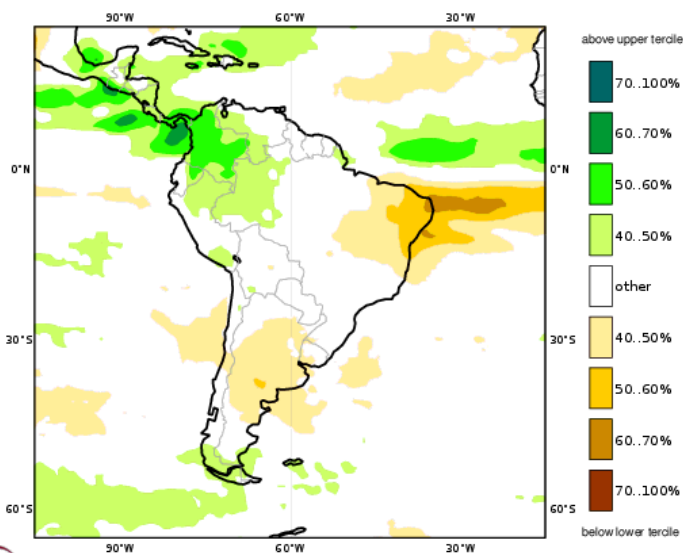 90°W 60°W 30°W
above upper tercile
70..100%
60..70%
50..60%
0°N 0°N
40..50%
other
30°S 30°S
40..50%
50..60%
60..70%
70..100%
60°S 60°S
below lower tercile
90°W 60°W 30°W